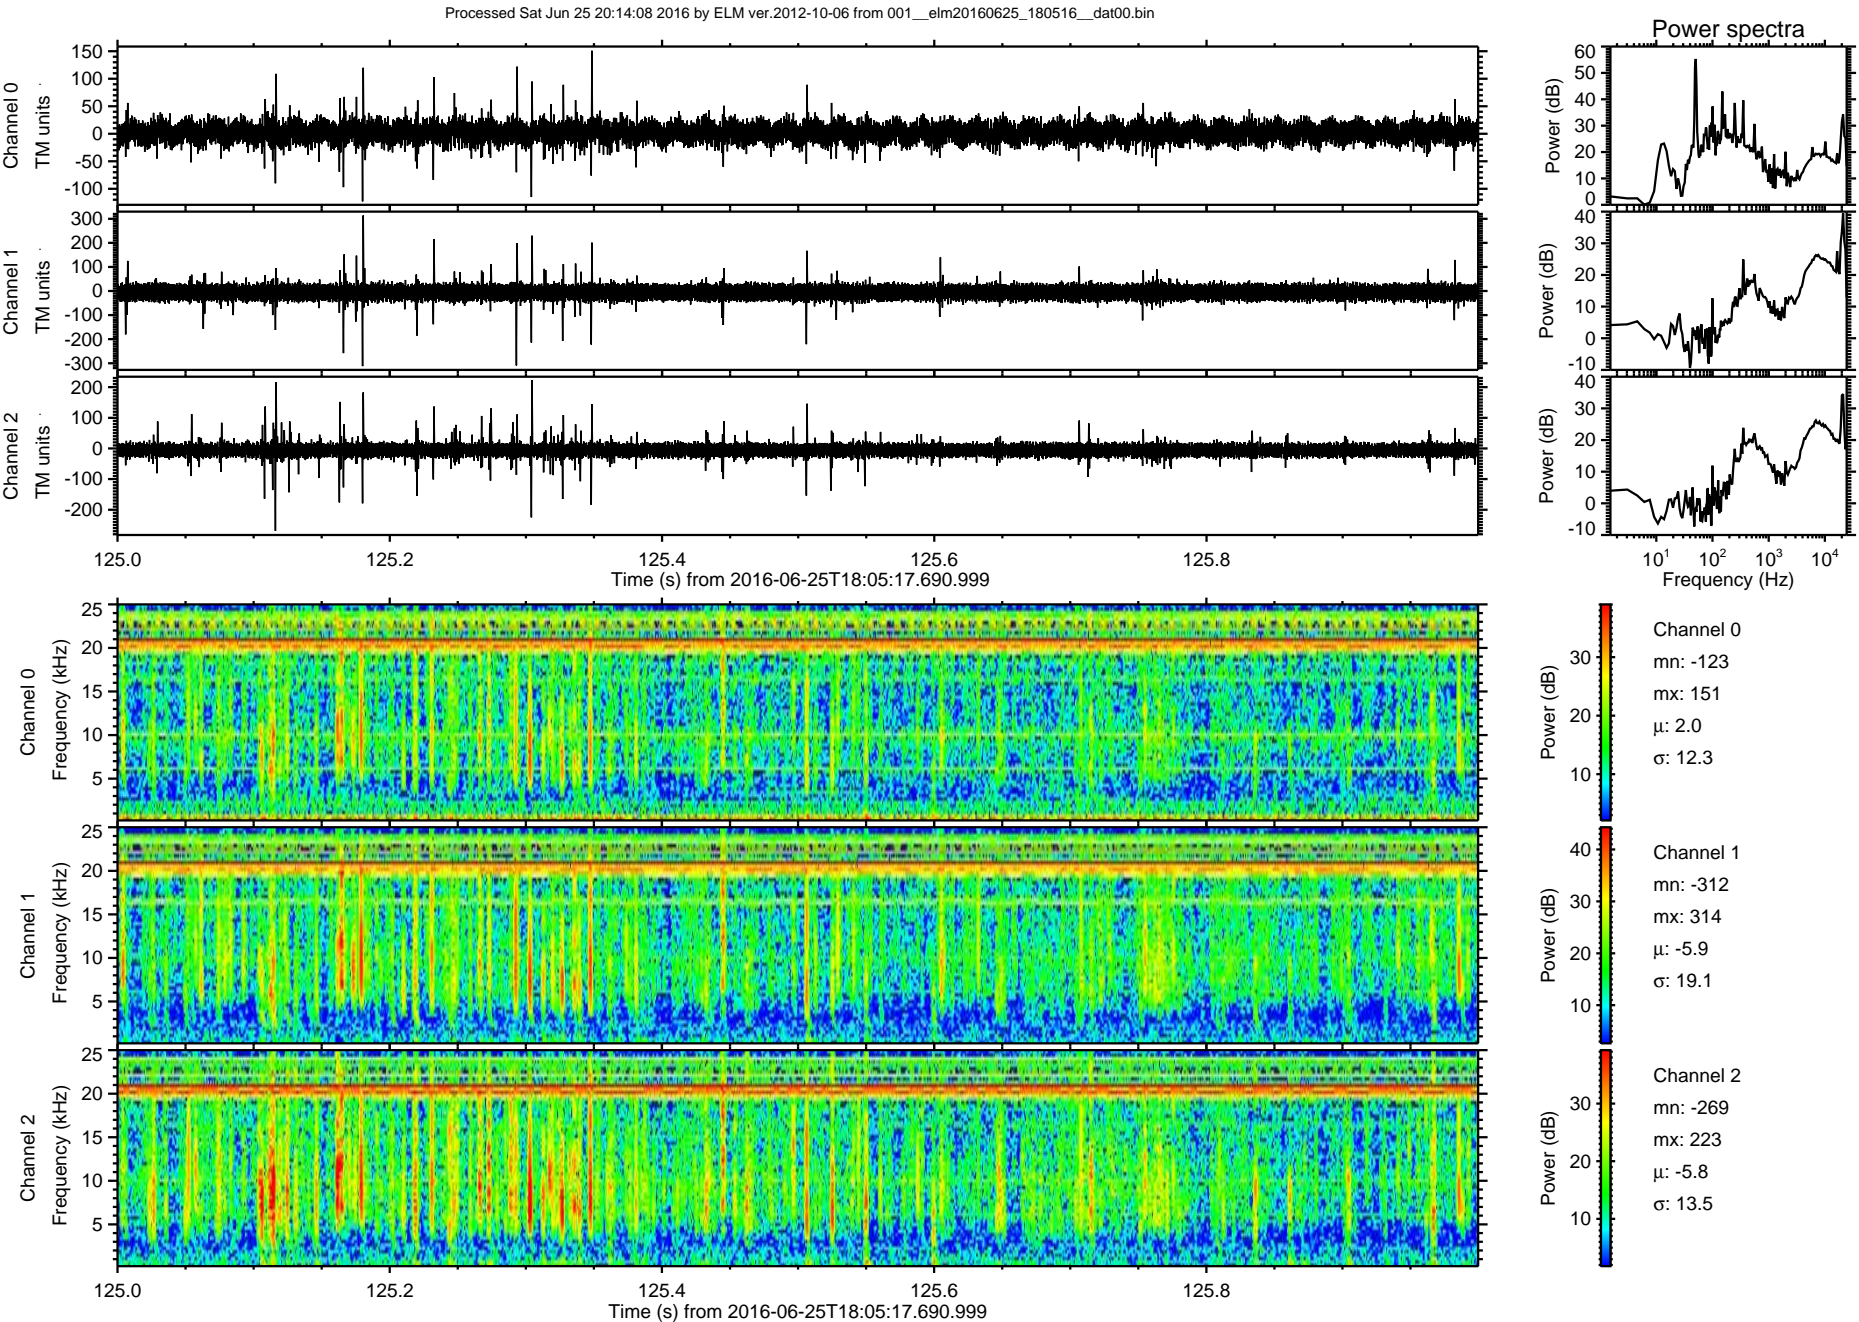 Processed Sat Jun 25 20:14:08 2016 by ELM ver.2012-10-06 from 001__elm20160625_180516__dat00.bin
Power spectra
Channel 0
TM units
150
100
50
0
-50
-100
Power (dB)
60
50
40
30
20
10
0
Channel 1
TM units
300
200
100
0
-100
-200
-300
Power (dB)
40
30
20
10
0
-10
Channel 2
TM units
200
100
0
-100
-200
Power (dB)
40
30
20
10
0
-10
125.0 125.2 125.4 125.6 125.8
Time (s) from 2016-06-25T18:05:17.690.999
10¹ 10² 10³ 10⁴
Frequency (Hz)
Channel 0
Frequency (kHz)
25
20
15
10
5
Power (dB)
30
20
10
Channel 0
mn: -123
mx: 151
μ: 2.0
σ: 12.3
Channel 1
Frequency (kHz)
25
20
15
10
5
Power (dB)
40
30
20
10
Channel 1
mn: -312
mx: 314
μ: -5.9
σ: 19.1
Channel 2
Frequency (kHz)
25
20
15
10
5
Power (dB)
30
20
10
Channel 2
mn: -269
mx: 223
μ: -5.8
σ: 13.5
125.0 125.2 125.4 125.6 125.8
Time (s) from 2016-06-25T18:05:17.690.999